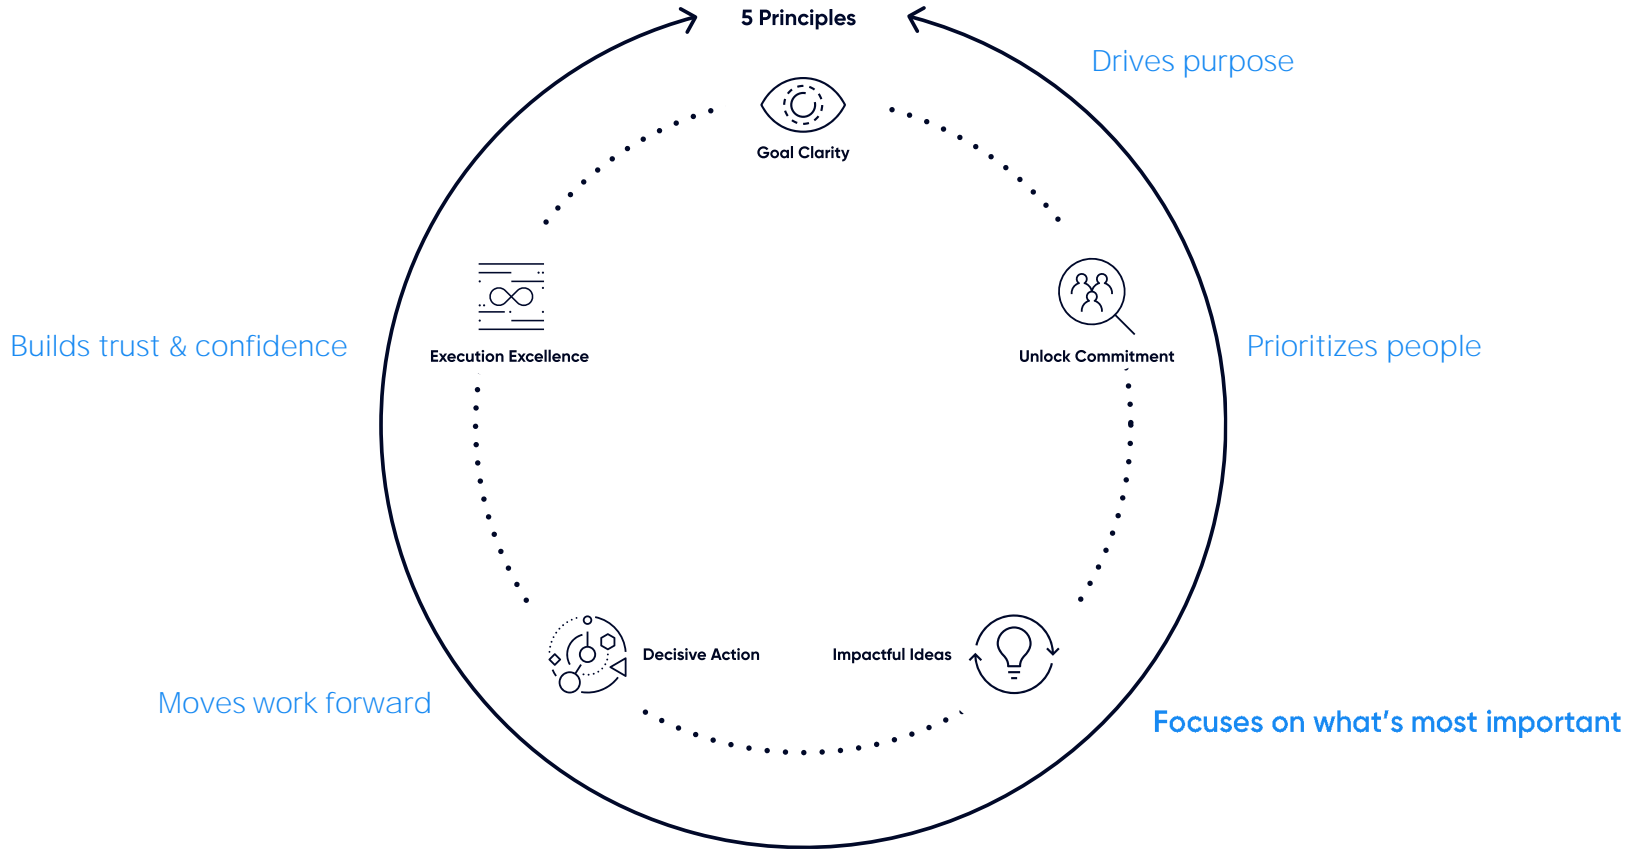 5 Principles
Drives purpose
Goal Clarity
Builds trust & confidence
Execution Excellence
Unlock Commitment
Prioritizes people
Decisive Action
Impactful Ideas
Moves work forward
Focuses on what’s most important